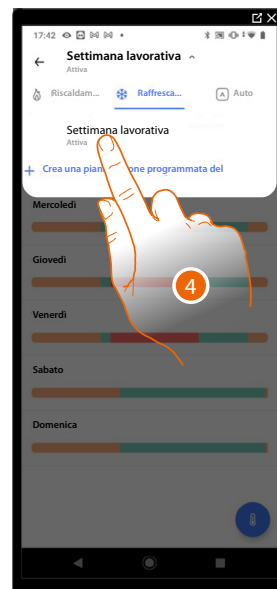 17:42
Settimana lavorativa
Attiva
Riscaldam... Raffresca... A Auto
Settimana lavorativa
Attiva
+ Crea una pian one programmata del
Mercoledì
Giovedì
4
Venerdì
Sabato
Domenica